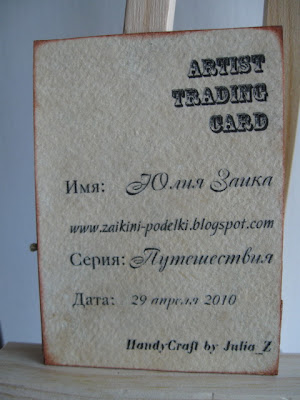 ARTIST
TRADING
CARD
Имя: Юлия Заика
www.zaikini-podelki.blogspot.com
Серия: Путешествия
Дата: 29 апреля 2010
HandyCraft by Julia_Z